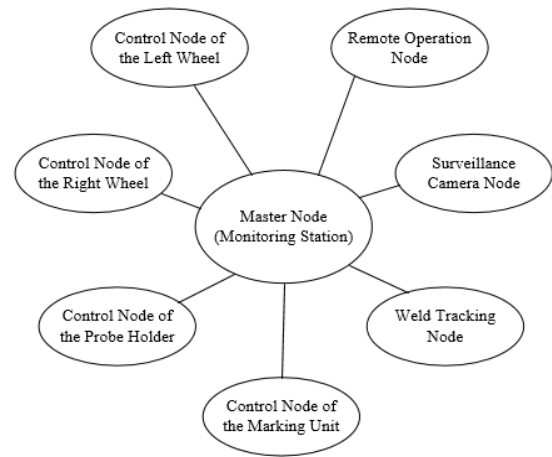 Control Node of
the Left Wheel
Remote Operation
Node
Control Node of
the Right Wheel
Surveillance
Camera Node
Master Node
(Monitoring Station)
Control Node of
the Probe Holder
Weld Tracking
Node
Control Node of
the Marking Unit